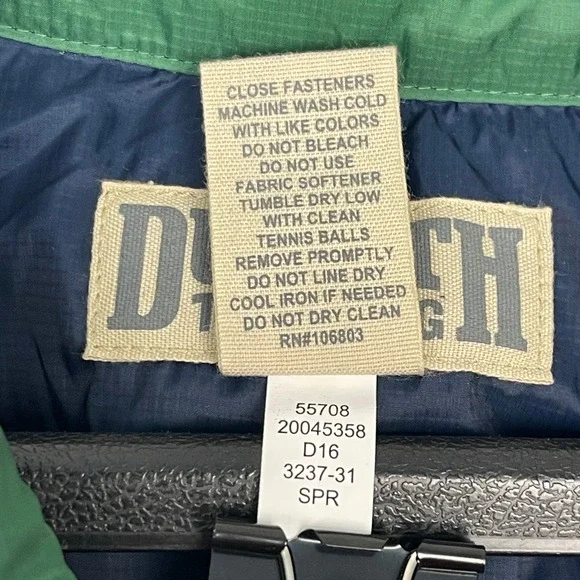 CLOSE FASTENERS
MACHINE WASH COLD
WITH LIKE COLORS
DO NOT BLEACH
DO NOT USE
FABRIC SOFTENER
TUMBLE DRY LOW
WITH CLEAN
TENNIS BALLS
REMOVE PROMPTLY
DO NOT LINE DRY
COOL IRON IF NEEDED
DO NOT DRY CLEAN
RN#106803
55708
20045358
D16
3237-31
SPR